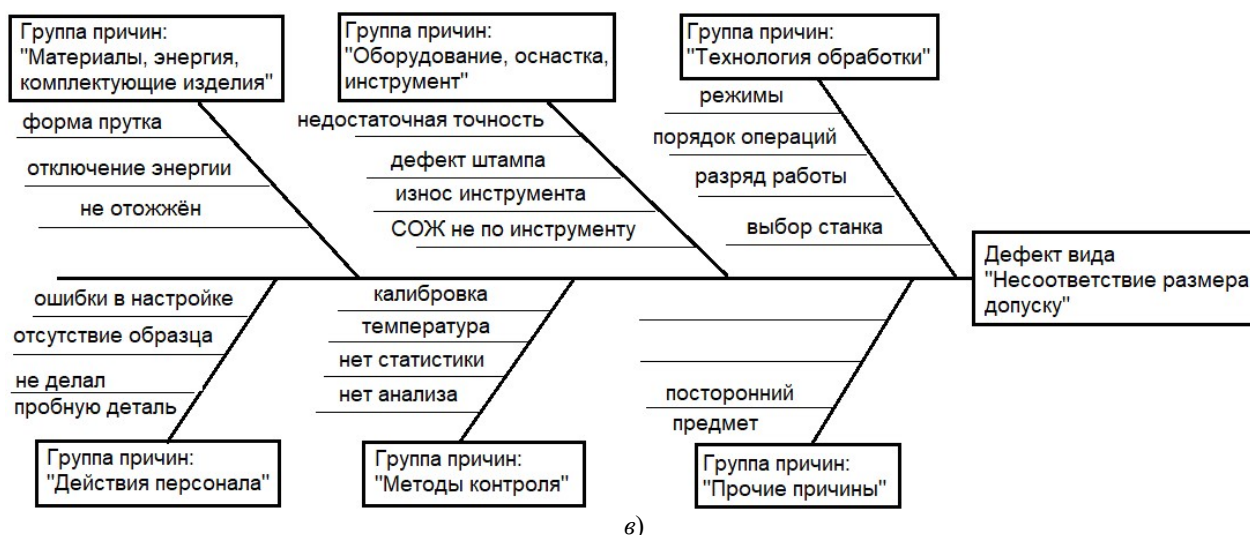 Группа причин:
"Материалы, энергия,
комплектующие изделия"
форма прутка
отключение энергии
не отожжён
Группа причин:
"Оборудование, оснастка,
инструмент"
недостаточная точность
дефект штампа
износ инструмента
СОЖ не по инструменту
Группа причин:
"Технология обработки"
режимы
порядок операций
разряд работы
выбор станка
Дефект вида
"Несоответствие размера
допуску"
ошибки в настройке
отсутствие образца
не делал
пробную деталь
Группа причин:
"Действия персонала"
калибровка
температура
нет статистики
нет анализа
Группа причин:
"Методы контроля"
посторонний
предмет
Группа причин:
"Прочие причины"
в)